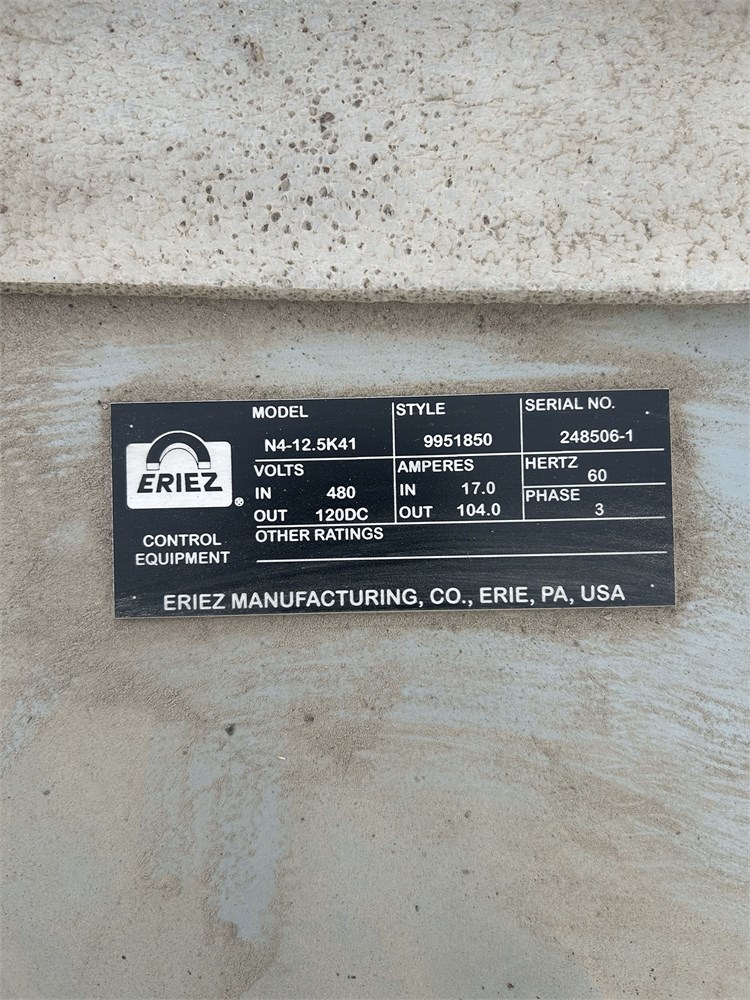 MODEL STYLE SERIAL NO.
N4-12.5K41 9951850 248506-1
ERIEZ ®
VOLTS AMPERES HERTZ
60
IN 480 IN 17.0 PHASE
OUT 120DC OUT 104.0 3
CONTROL EQUIPMENT
OTHER RATINGS
ERIEZ MANUFACTURING, CO., ERIE, PA, USA